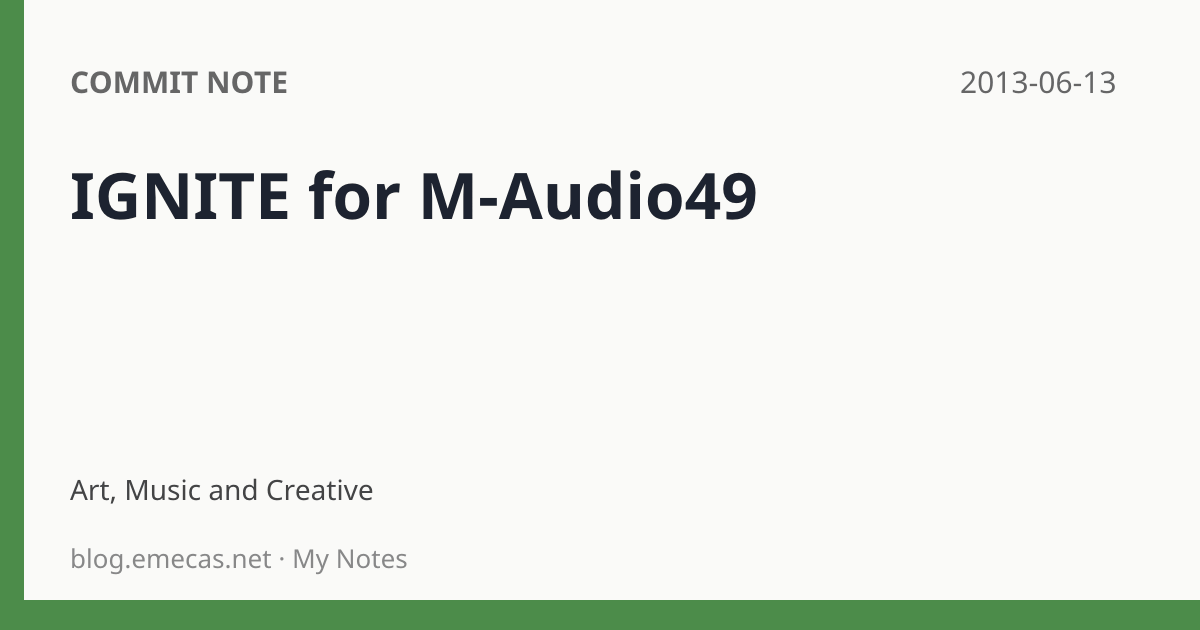 COMMIT NOTE
2013-06-13
IGNITE for M-Audio49
Art, Music and Creative
blog.emecas.net · My Notes